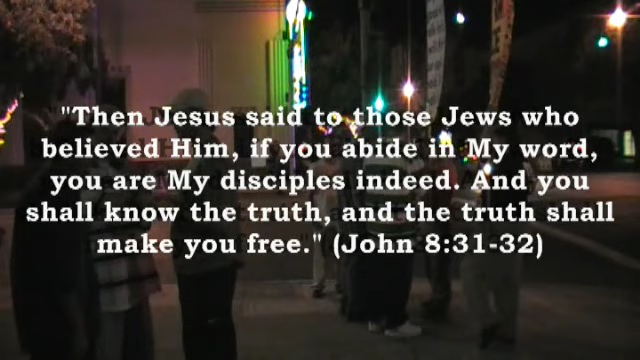 "Then Jesus said to those Jews who
believed Him, if you abide in My word,
you are My disciples indeed. And you
shall know the truth, and the truth shall
make you free." (John 8:31-32)